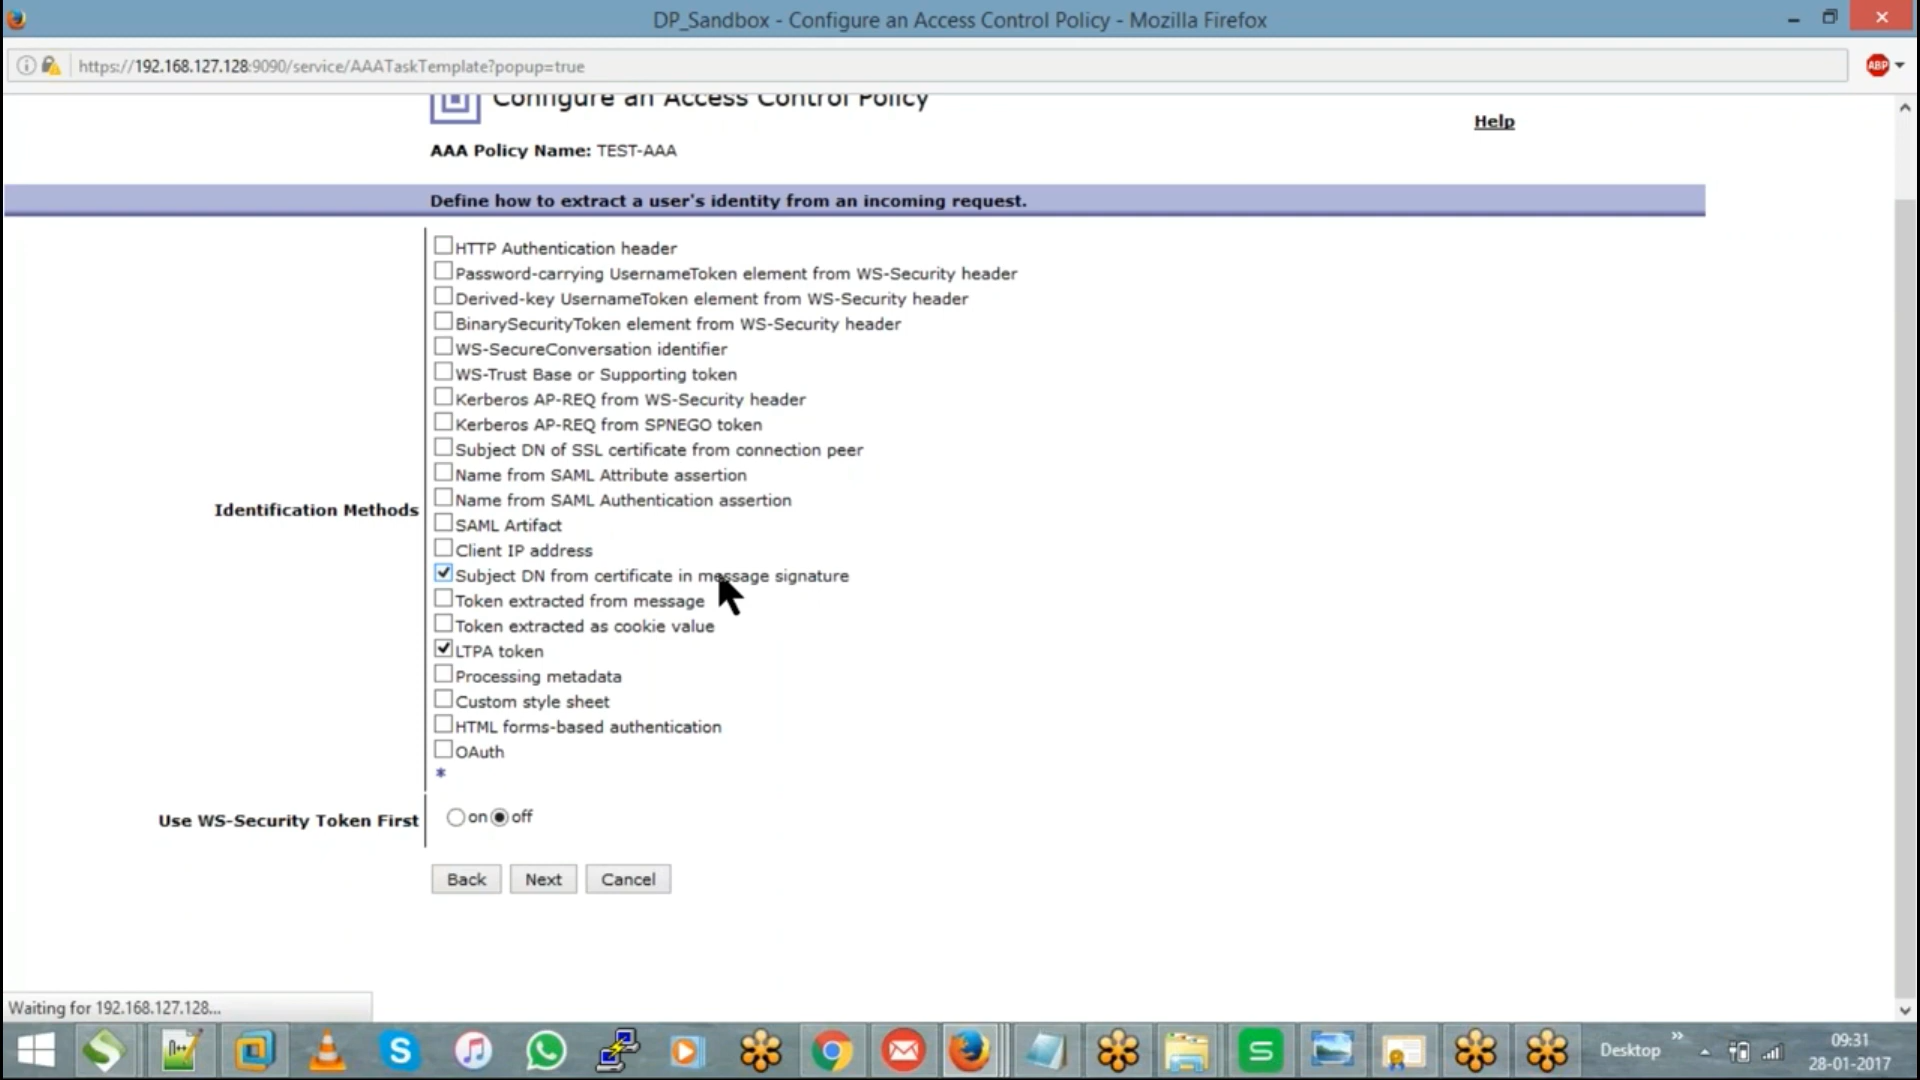 DP_Sandbox - Configure an Access Control Policy - Mozilla Firefox
https://192.168.127.128:9090/service/AAATaskTemplate?popup=true
ABP
Configure an Access Control Policy
Help
AAA Policy Name: TEST-AAA
Define how to extract a user's identity from an incoming request.
HTTP Authentication header
Password-carrying UsernameToken element from WS-Security header
Derived-key UsernameToken element from WS-Security header
BinarySecurityToken element from WS-Security header
WS-SecureConversation identifier
WS-Trust Base or Supporting token
Kerberos AP-REQ from WS-Security header
Kerberos AP-REQ from SPNEGO token
Subject DN of SSL certificate from connection peer
Name from SAML Attribute assertion
Name from SAML Authentication assertion
Identification Methods
SAML Artifact
Client IP address
Subject DN from certificate in message signature
Token extracted from message
Token extracted as cookie value
LTPA token
Processing metadata
Custom style sheet
HTML forms-based authentication
OAuth
*
Use WS-Security Token First
on off
Back Next Cancel
Waiting for 192.168.127.128...
Desktop
09:31
28-01-2017